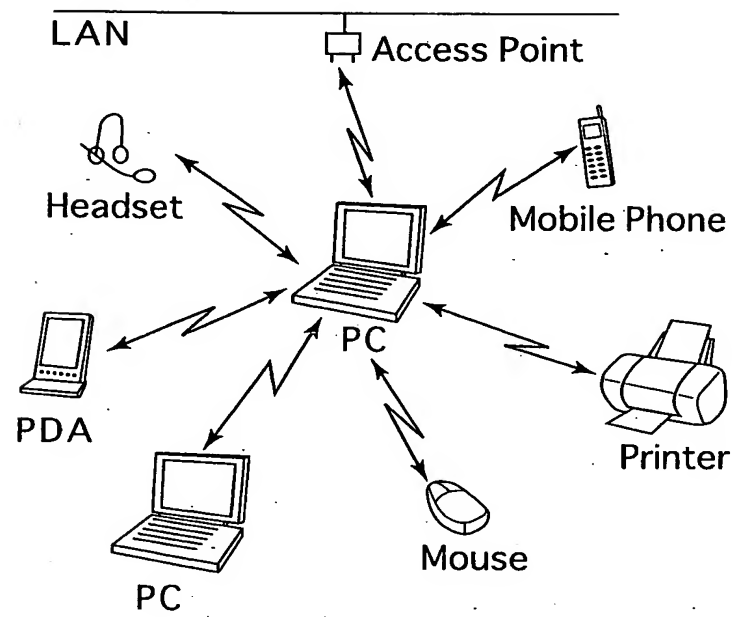 LAN
Access Point
Headset
Mobile Phone
PC
PDA
Printer
Mouse
PC